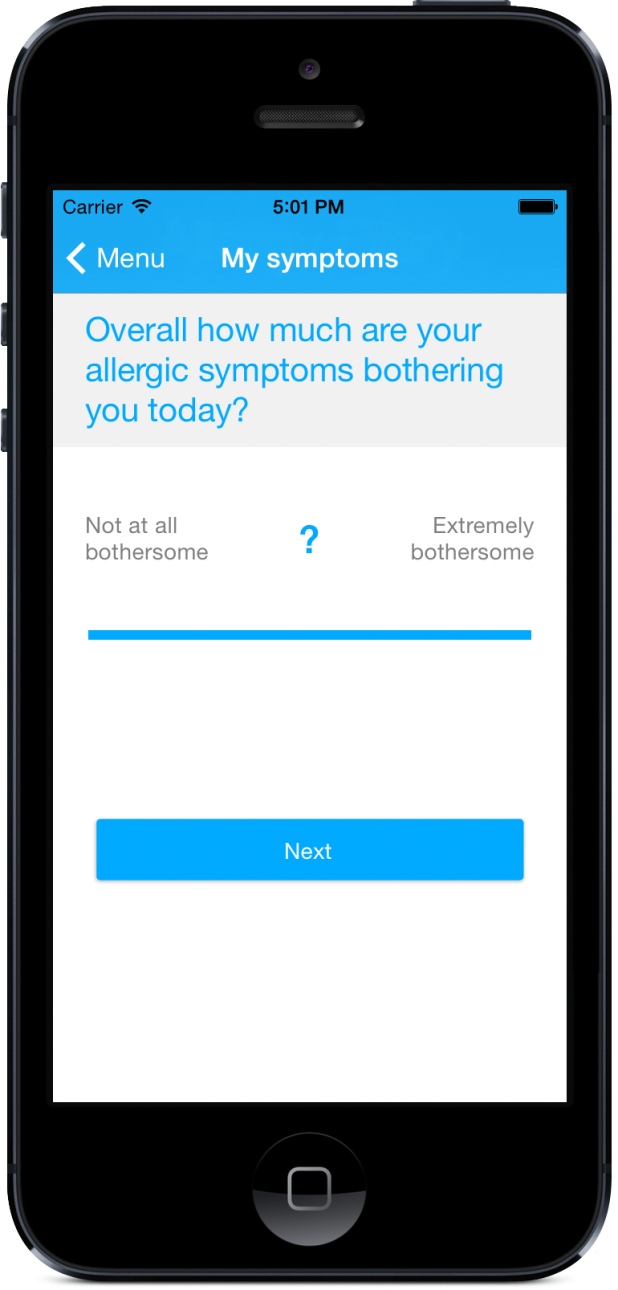 Carrier 5:01 PM
Menu My symptoms
Overall how much are your
allergic symptoms bothering
you today?
Not at all ? Extremely
bothersome bothersome
Next